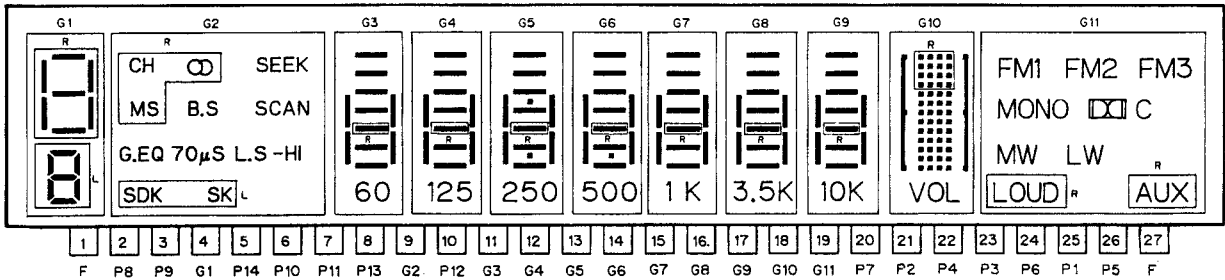 G1 G2 G3 G4 G5 G6 G7 G8 G9 G10 G11
R R R
CH SEEK FM1 FM2 FM3
MS B.S SCAN MONO C
R R R R R R R
G.EQ 70µS L.S-HI MW LW
L R
SDK SK L 60 125 250 500 1K 3.5K 10K VOL LOUD R AUX
1 2 3 4 5 6 7 8 9 10 11 12 13 14 15 16. 17 18 19 20 21 22 23 24 25 26 27
F P8 P9 G1 P14 P10 P11 P13 G2 P12 G3 G4 G5 G6 G7 G8 G9 G10 G11 P7 P2 P4 P3 P6 P1 P5 F